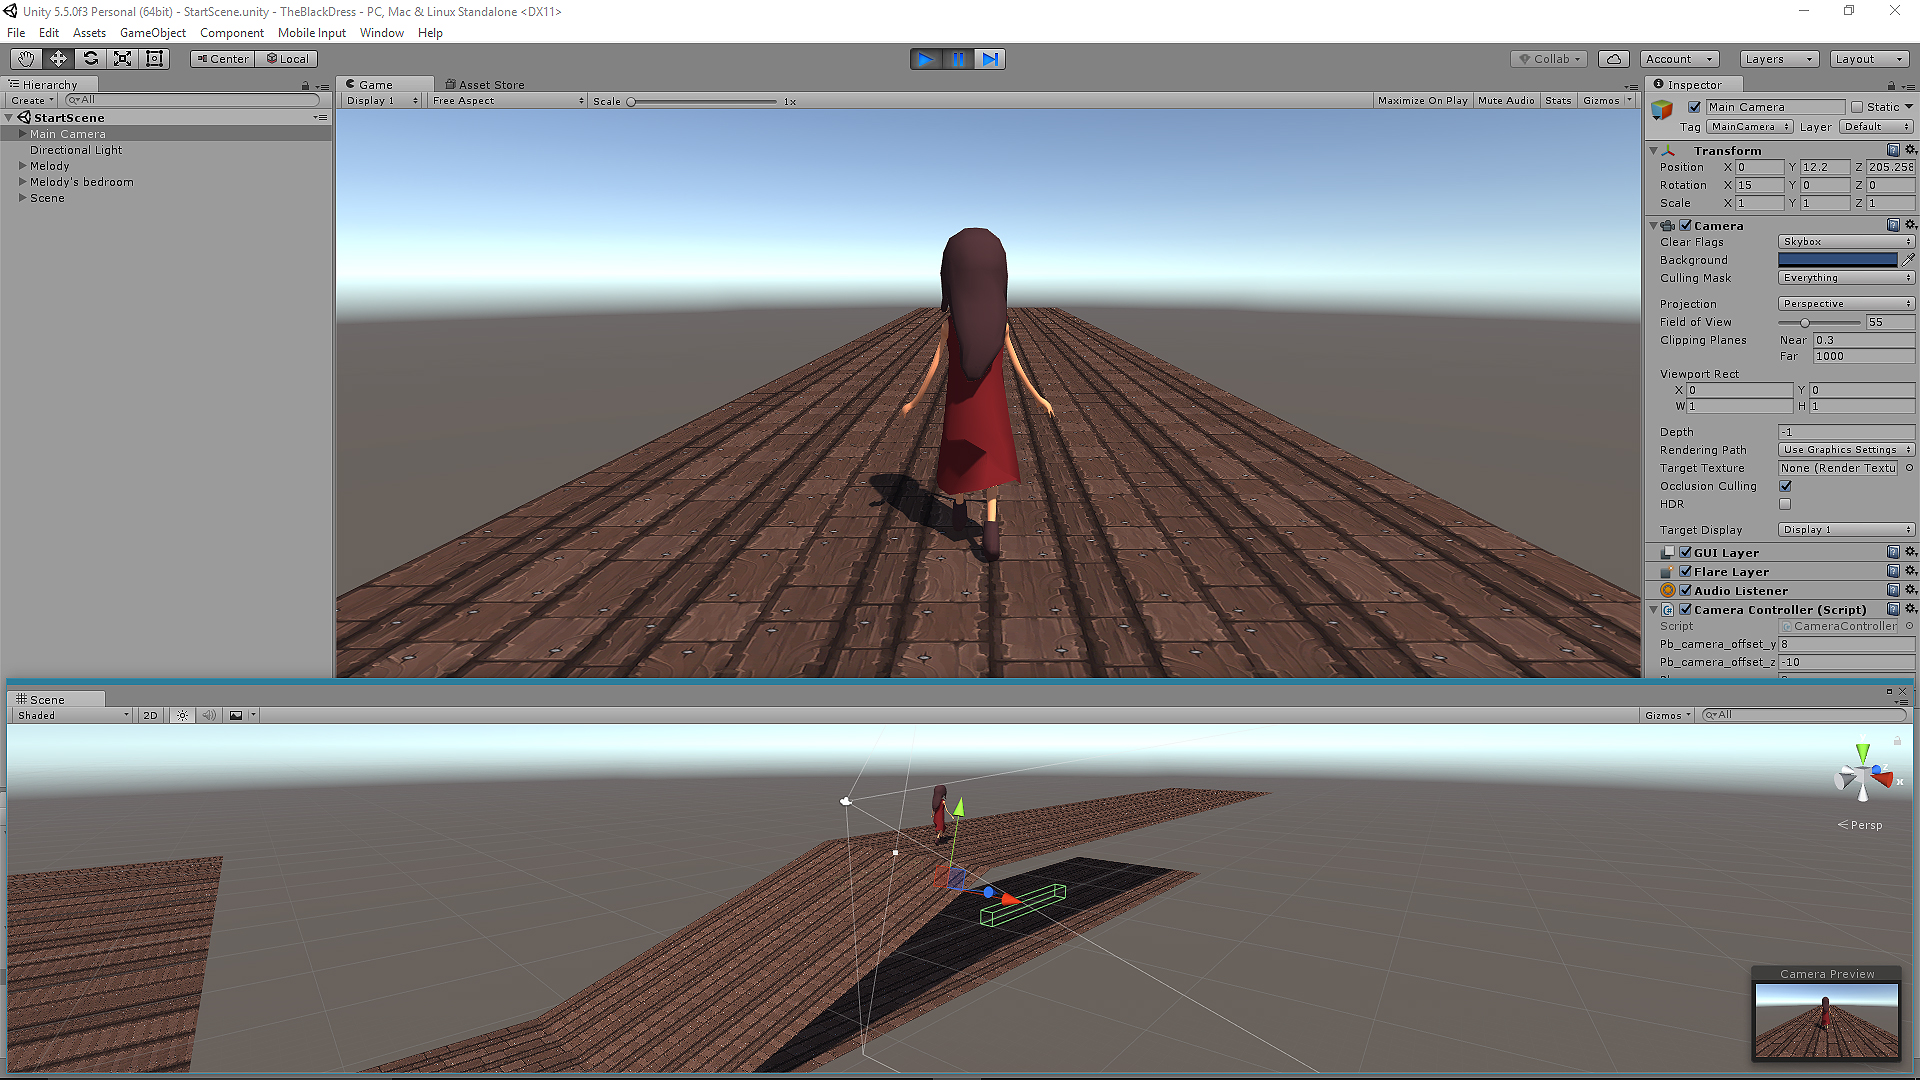 Unity 5.5.0f3 Personal (64bit) - StartScene.unity - TheBlackDress - PC, Mac & Linux Standalone <DX11>
File Edit Assets GameObject Component Mobile Input Window Help
Center Local Collab Account Layers Layout
Hierarchy
Create All
StartScene
Main Camera
Directional Light
Melody
Melody's bedroom
Scene
Game Asset Store
Display 1 Free Aspect Scale 1x Maximize On Play Mute Audio Stats Gizmos
Inspector
Main Camera Static
Tag MainCamera Layer Default
Transform
Position X 0 Y 12.2 Z 205.258
Rotation X 15 Y 0 Z 0
Scale X 1 Y 1 Z 1
Camera
Clear Flags Skybox
Background
Culling Mask Everything
Projection Perspective
Field of View 55
Clipping Planes Near 0.3
Far 1000
Viewport Rect
X 0 Y 0
W 1 H 1
Depth -1
Rendering Path Use Graphics Settings
Target Texture None (Render Textu
Occlusion Culling
HDR
Target Display Display 1
GUI Layer
Flare Layer
Audio Listener
Camera Controller (Script)
Script CameraController
Pb_camera_offset_y 8
Pb_camera_offset_z -10
Scene
Shaded 2D Gizmos All
z
x
Persp
Camera Preview